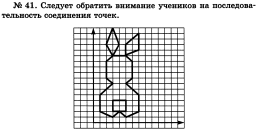 № 41. Следует обратить внимание учеников на последова-
тельность соединения точек.